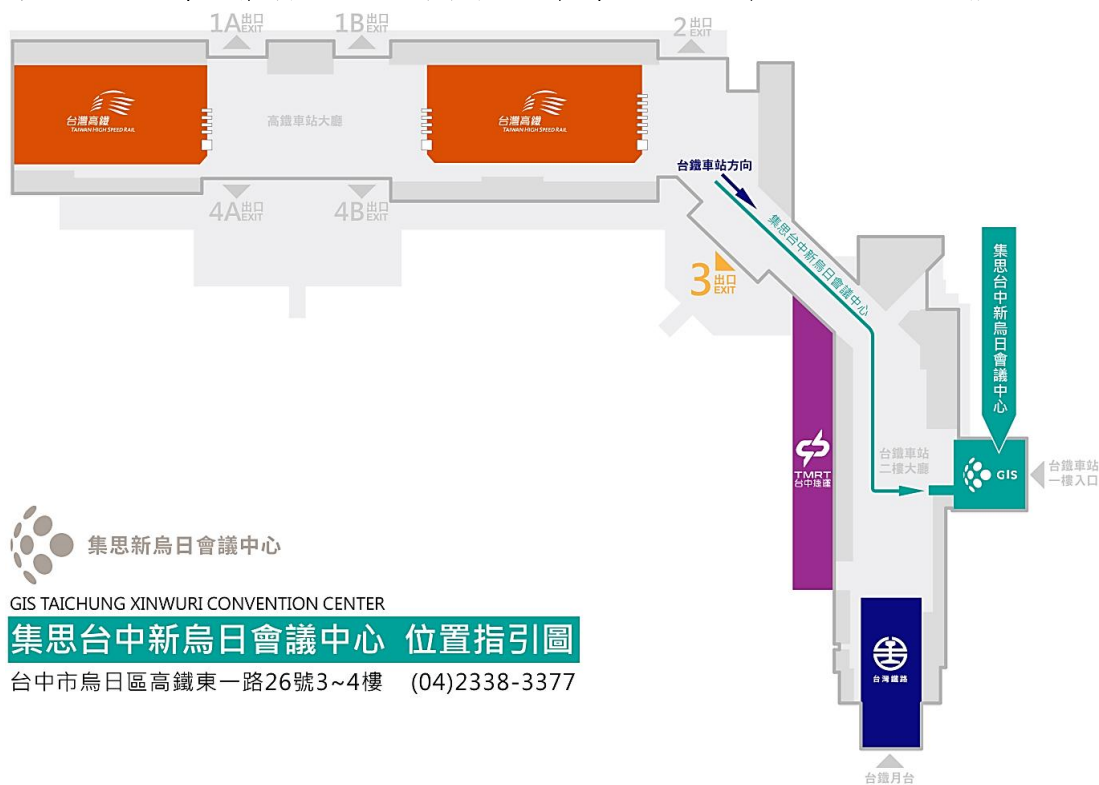 1A出口
EXIT
1B出口
EXIT
2出口
EXIT
台灣高鐵
TAIWAN HIGH SPEED RAIL
高鐵車站大廳
台灣高鐵
TAIWAN HIGH SPEED RAIL
台鐵車站方向
4A出口
EXIT
4B出口
EXIT
3出口
EXIT
集思台中新烏日會議中心
集思台中新烏日會議中心
TMRT
台中捷運
台鐵車站
二樓大廳
GIS
台鐵車站
一樓入口
集思新烏日會議中心
GIS TAICHUNG XINWURI CONVENTION CENTER
集思台中新烏日會議中心 位置指引圖
台中市烏日區高鐵東一路26號3~4樓 (04)2338-3377
台灣鐵路
台鐵月台